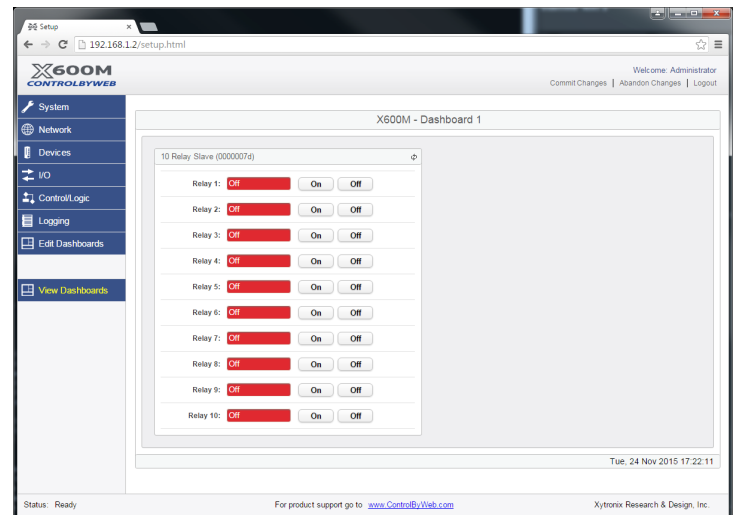 Setup
192.168.1.2/setup.html
X600M
CONTROLBYWEB
Welcome: Administrator
Commit Changes | Abandon Changes | Logout
System
Network
Devices
I/O
Control/Logic
Logging
Edit Dashboards
View Dashboards
X600M - Dashboard 1
10 Relay Slave (0000007d)
Relay 1: Off On Off
Relay 2: Off On Off
Relay 3: Off On Off
Relay 4: Off On Off
Relay 5: Off On Off
Relay 6: Off On Off
Relay 7: Off On Off
Relay 8: Off On Off
Relay 9: Off On Off
Relay 10: Off On Off
Tue, 24 Nov 2015 17:22:11
Status: Ready
For product support go to www.ControlByWeb.com
Xytronix Research & Design, Inc.